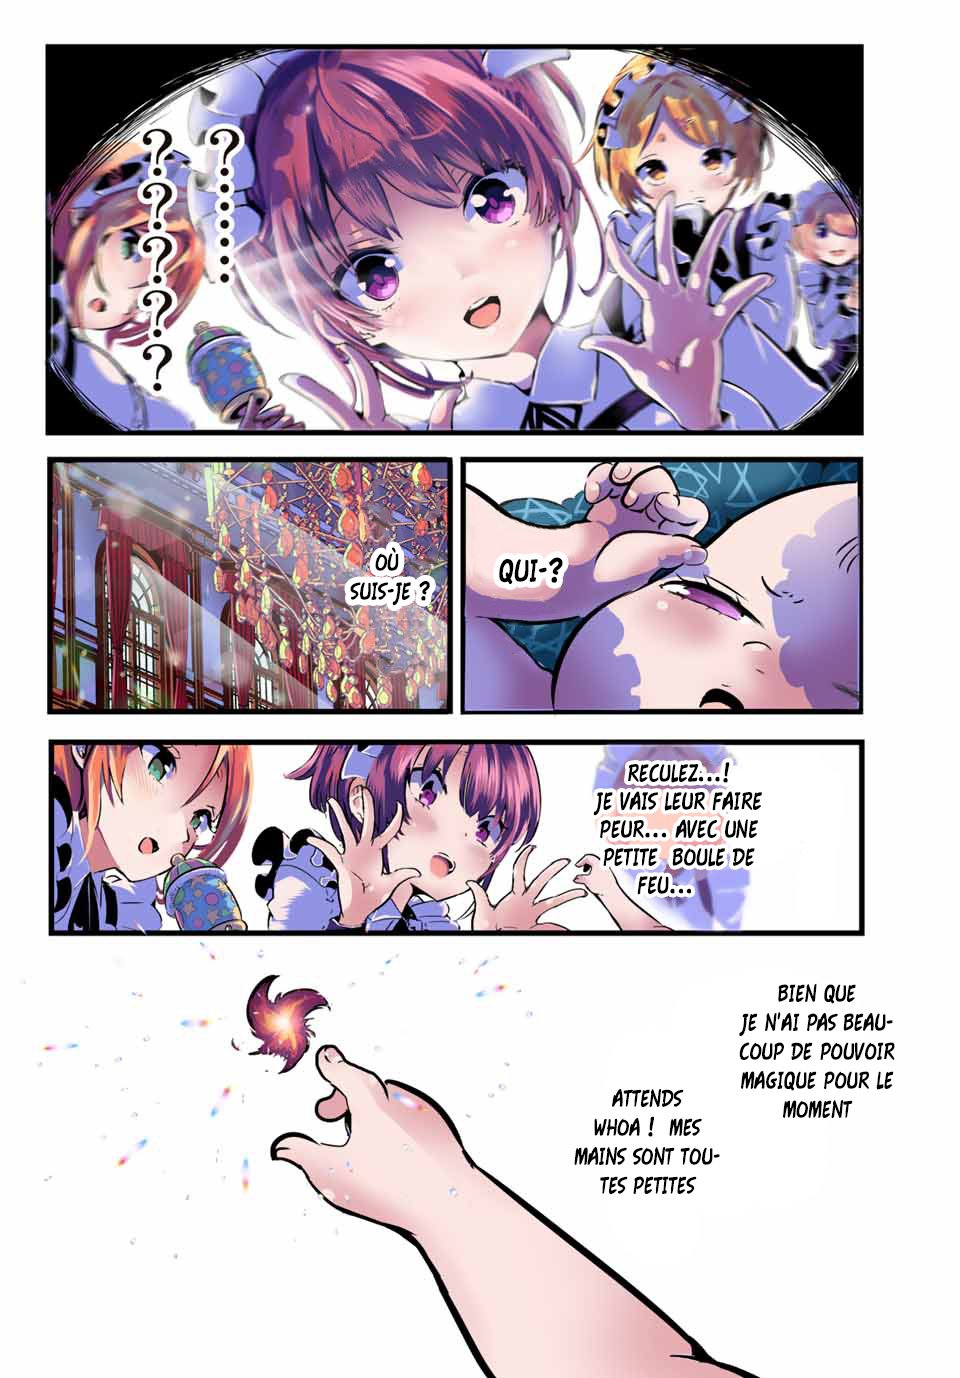 ?………
?????
QUI-?
OÙ
SUIS-JE ?
RECULEZ...!
JE VAIS LEUR FAIRE
PEUR... AVEC UNE
PETITE BOULE DE
FEU...
BIEN QUE
JE N'AI PAS BEAU-
COUP DE POUVOIR
MAGIQUE POUR LE
MOMENT
ATTENDS
WHOA ! MES
MAINS SONT TOU-
TES PETITES